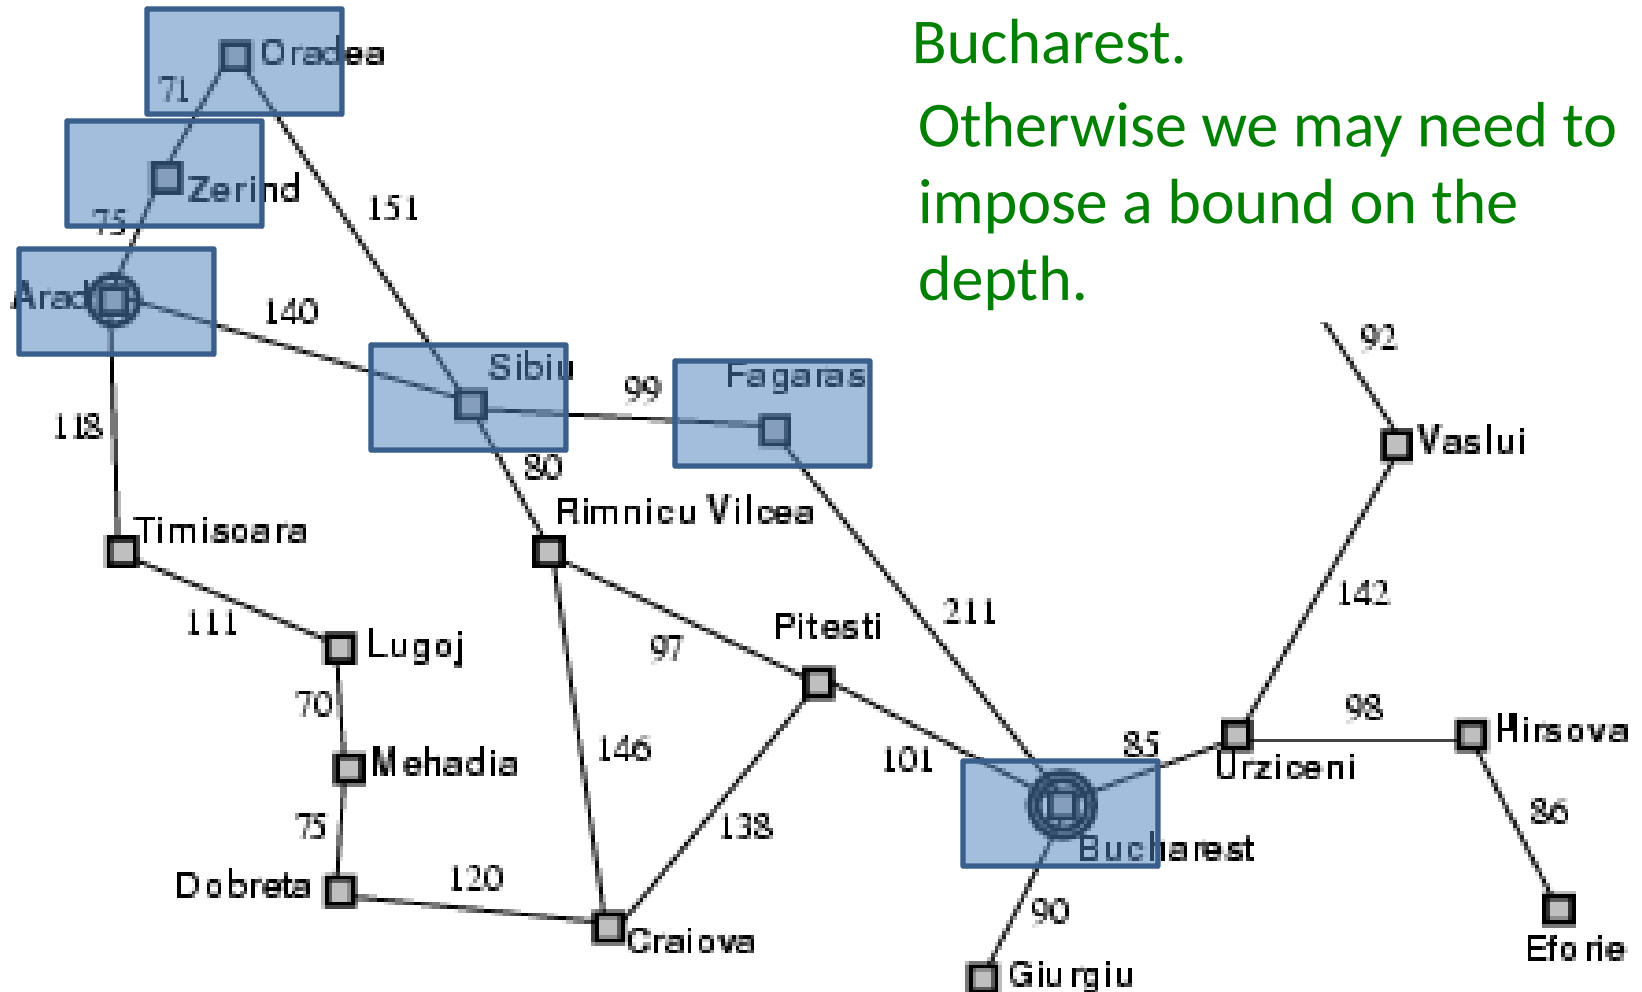 Bucharest.
Otherwise we may need to
impose a bound on the
depth.
Oradea
71
Zerind
75
151
Arad
140
92
Sibiu
99
Fagaras
118
80
Vaslui
Timisoara
Rimnicu Vilcea
111
142
211
Pitesti
97
Lugoj
70
98
Hirsova
146
101
85
Urziceni
Mehadia
75
138
86
Bucharest
Dobreta
120
90
Craiova
Eforie
Giurgiu